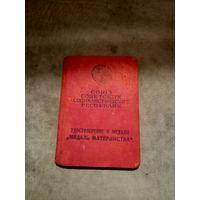 СОЮЗ
СОВЕТСКИХ
СОЦИАЛИСТИЧЕСКИХ
РЕСПУБЛИК
УДОСТОВЕРЕНИЕ К МЕДАЛИ
„МЕДАЛЬ МАТЕРИНСТВА"